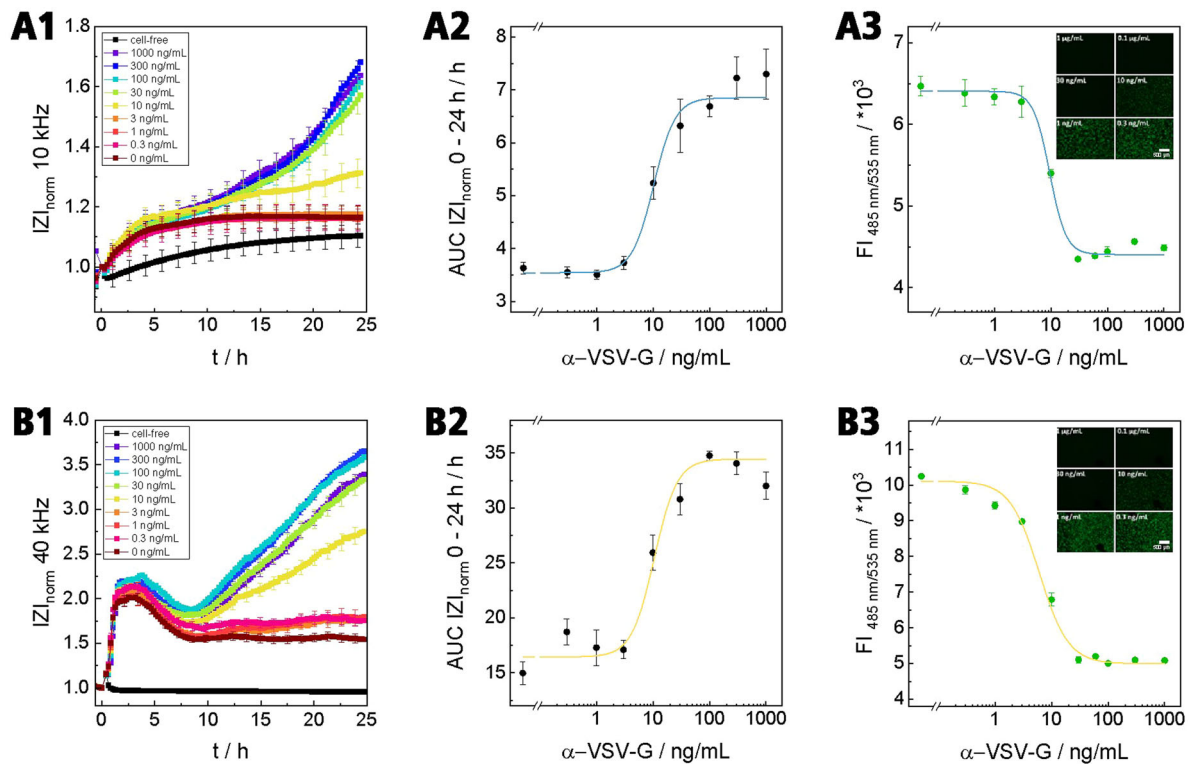 A1
|Z|norm 10 kHz
1.8
1.6
1.4
1.2
1.0
cell-free
1000 ng/mL
300 ng/mL
100 ng/mL
30 ng/mL
10 ng/mL
3 ng/mL
1 ng/mL
0.3 ng/mL
0 ng/mL
0 5 10 15 20 25
t / h
A2
AUC |Z|norm 0 - 24 h / h
8
7
6
5
4
3
1 10 100 1000
α–VSV-G / ng/mL
A3
FI 485 nm/535 nm / *10³
8
6
4
1 µg/mL 0.1 µg/mL
30 ng/mL 10 ng/mL
1 ng/mL 0.3 ng/mL
500 µm
1 10 100 1000
α–VSV-G / ng/mL
B1
|Z|norm 40 kHz
4.0
3.5
3.0
2.5
2.0
1.5
1.0
cell-free
1000 ng/mL
300 ng/mL
100 ng/mL
30 ng/mL
10 ng/mL
3 ng/mL
1 ng/mL
0.3 ng/mL
0 ng/mL
0 5 10 15 20 25
t / h
B2
AUC |Z|norm 0 - 24 h / h
35
30
25
20
15
1 10 100 1000
α–VSV-G / ng/mL
B3
FI 485 nm/535 nm / *10³
11
10
9
8
7
6
5
4
1 µg/mL 0.1 µg/mL
ng/mL 10 ng/mL
1 ng/mL ng/mL
500 µm
1 10 100 1000
α–VSV-G / ng/mL